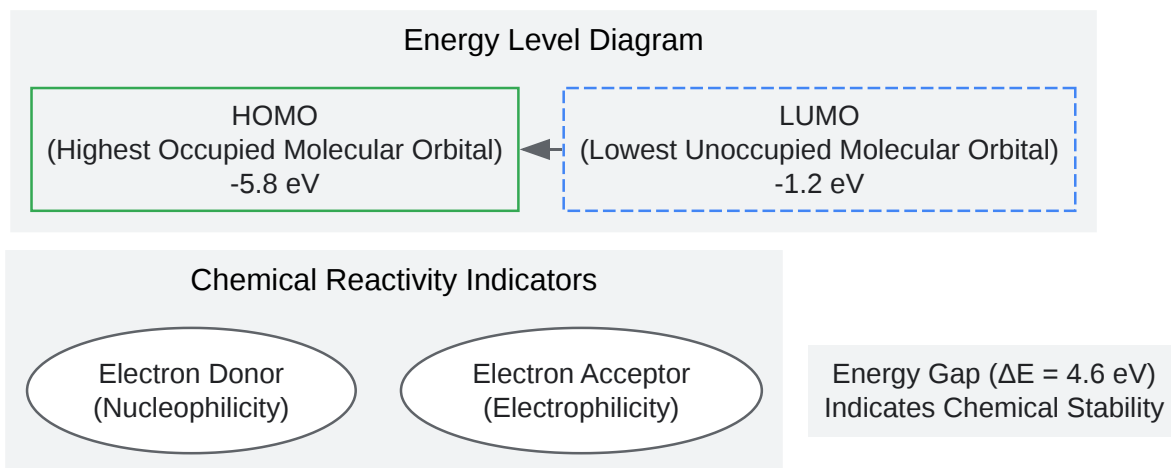 Energy Level Diagram
HOMO
(Highest Occupied Molecular Orbital)
-5.8 eV
LUMO
(Lowest Unoccupied Molecular Orbital)
-1.2 eV
Chemical Reactivity Indicators
Electron Donor
(Nucleophilicity)
Electron Acceptor
(Electrophilicity)
Energy Gap (ΔE = 4.6 eV)
Indicates Chemical Stability